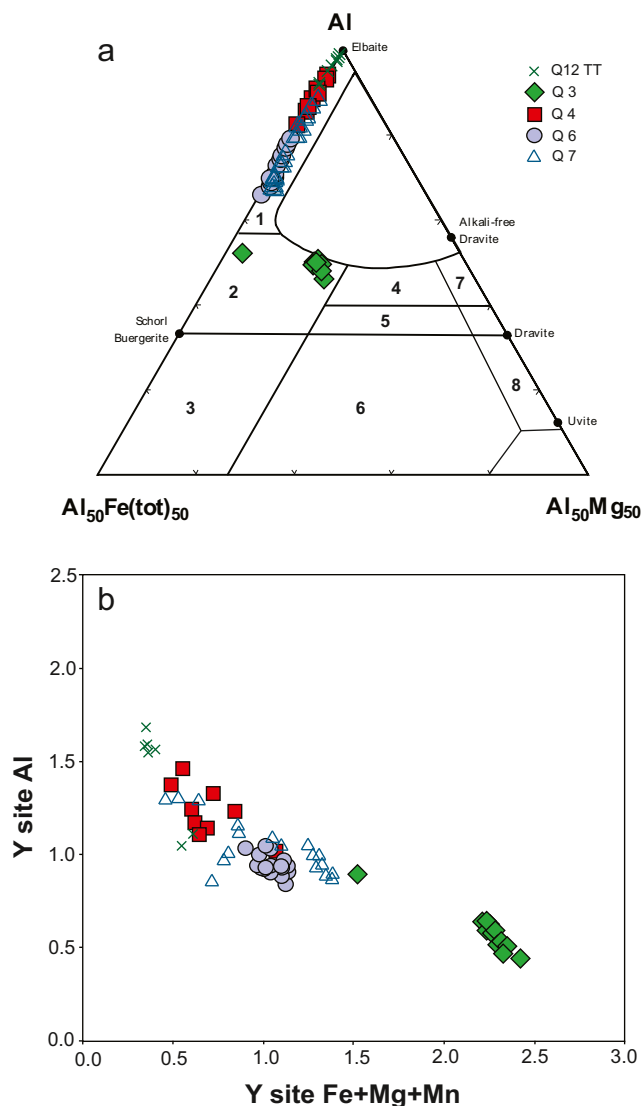 a
Al
Elbaite
Q12 TT
Q 3
Q 4
Q 6
Q 7
1
Alkali-free
Dravite
2
4
7
5
Schorl
Buergerite
Dravite
3
6
8
Uvite
Al50Fe(tot)50
Al50Mg50
b
2.5
2.0
1.5
1.0
0.5
0.0
Y site Al
0.0 0.5 1.0 1.5 2.0 2.5 3.0
Y site Fe+Mg+Mn